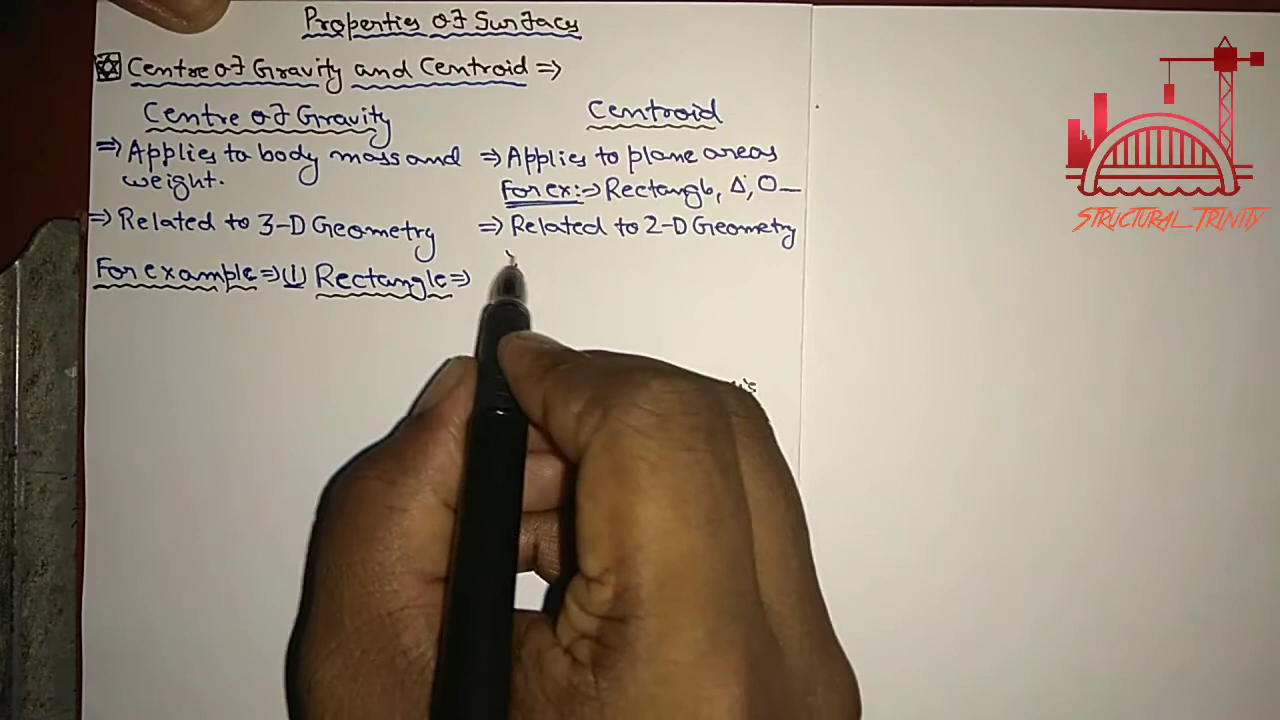 Properties of Surfacs
Centre of Gravity and Centroid ⇒
Centre of Gravity
⇒ Applies to body mass and
weight.
⇒ Related to 3-D Geometry
Centroid
⇒ Applies to plane areas
For ex:⇒ Rectangle, Δ, O—
⇒ Related to 2-D Geometry
For example ⇒ (1) Rectangle ⇒
STRUCTURAL_TRINITY